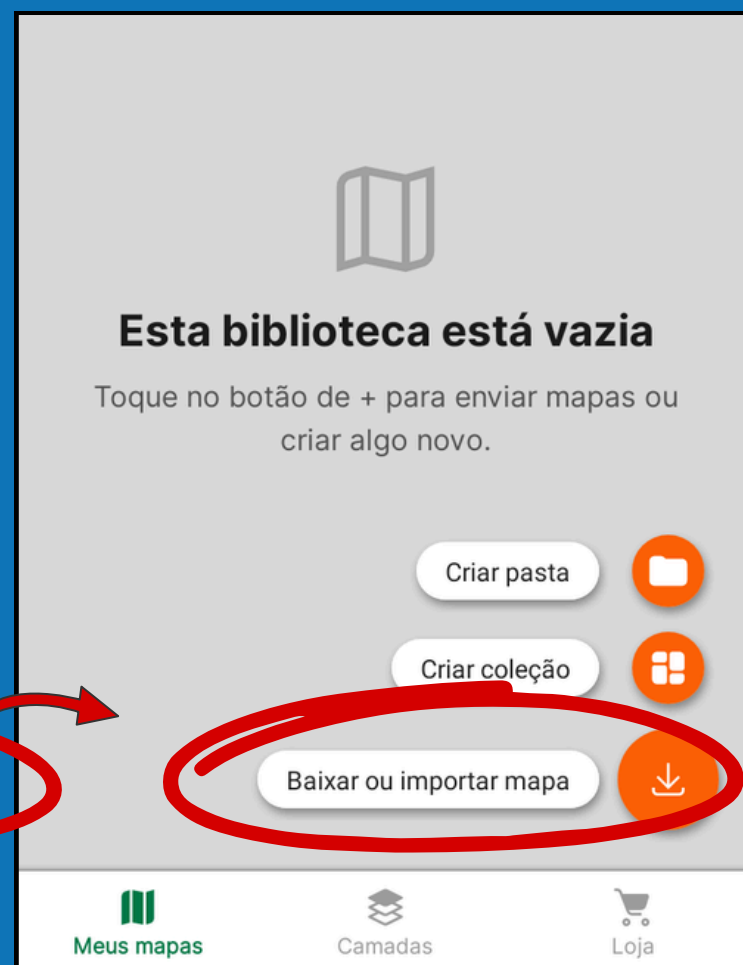 Esta biblioteca está vazia
Toque no botão de + para enviar mapas ou
criar algo novo.
Criar pasta
Criar coleção
Baixar ou importar mapa
Meus mapas
Camadas
Loja